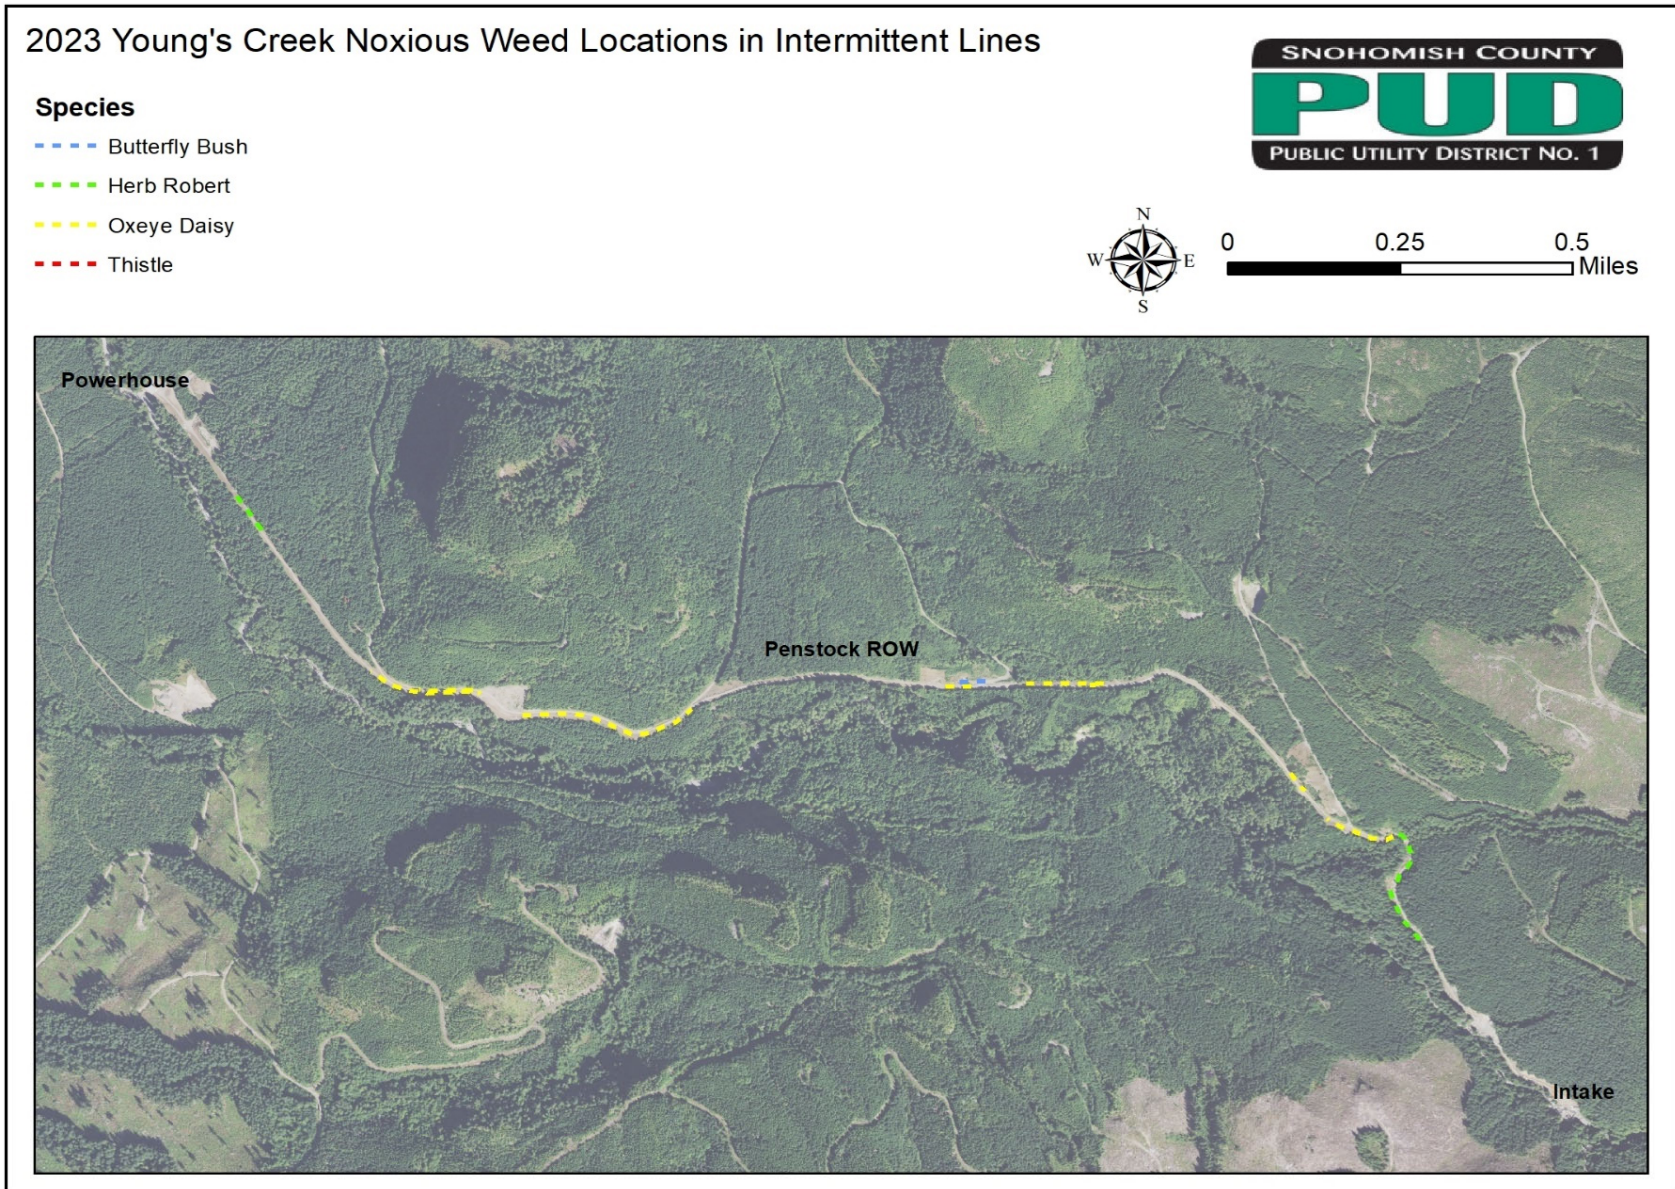 2023 Young's Creek Noxious Weed Locations in Intermittent Lines
SNOHOMISH COUNTY
PUD
PUBLIC UTILITY DISTRICT NO. 1
Species
Butterfly Bush
Herb Robert
Oxeye Daisy
Thistle
N
W E
S
0 0.25 0.5
Miles
Powerhouse
Penstock ROW
Intake